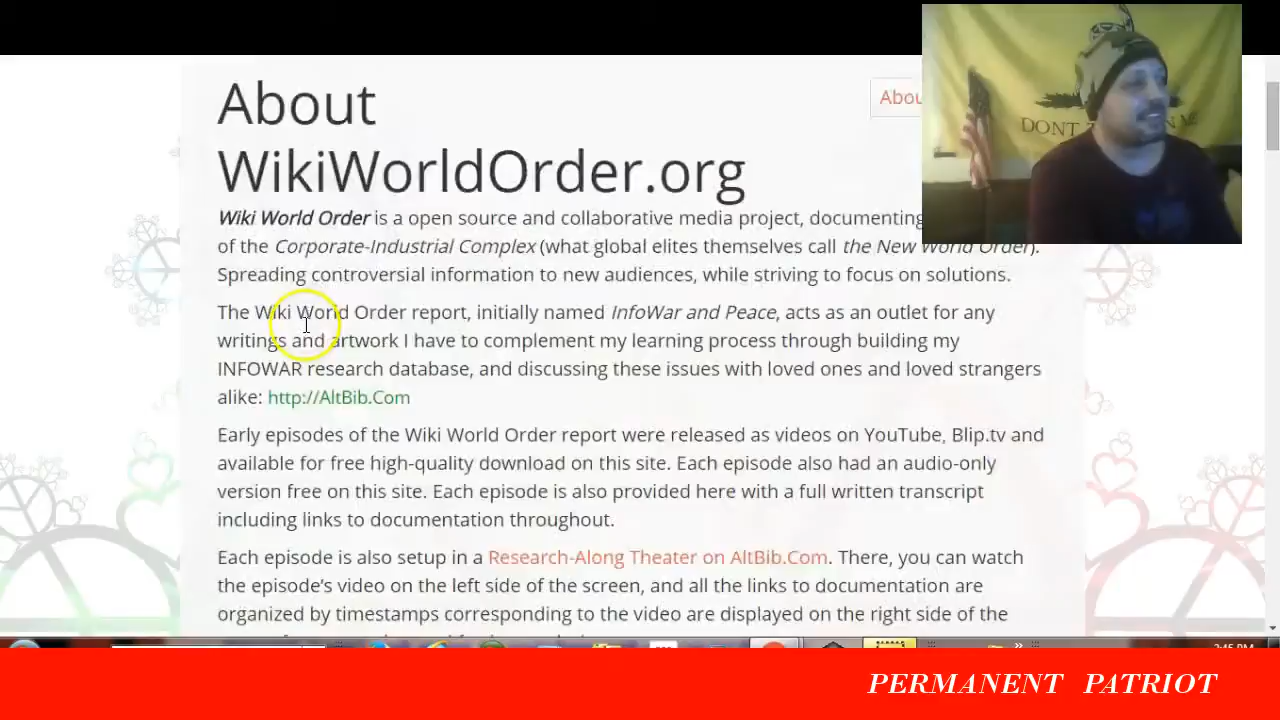 About
Abou
WikiWorldOrder.org
DONT
Wiki World Order is a open source and collaborative media project, documenting
of the Corporate-Industrial Complex (what global elites themselves call the New World Order).
Spreading controversial information to new audiences, while striving to focus on solutions.
The Wiki World Order report, initially named InfoWar and Peace, acts as an outlet for any
writings and artwork I have to complement my learning process through building my
INFOWAR research database, and discussing these issues with loved ones and loved strangers
alike: http://AltBib.Com
Early episodes of the Wiki World Order report were released as videos on YouTube, Blip.tv and
available for free high-quality download on this site. Each episode also had an audio-only
version free on this site. Each episode is also provided here with a full written transcript
including links to documentation throughout.
Each episode is also setup in a Research-Along Theater on AltBib.Com. There, you can watch
the episode's video on the left side of the screen, and all the links to documentation are
organized by timestamps corresponding to the video are displayed on the right side of the
PERMANENT PATRIOT